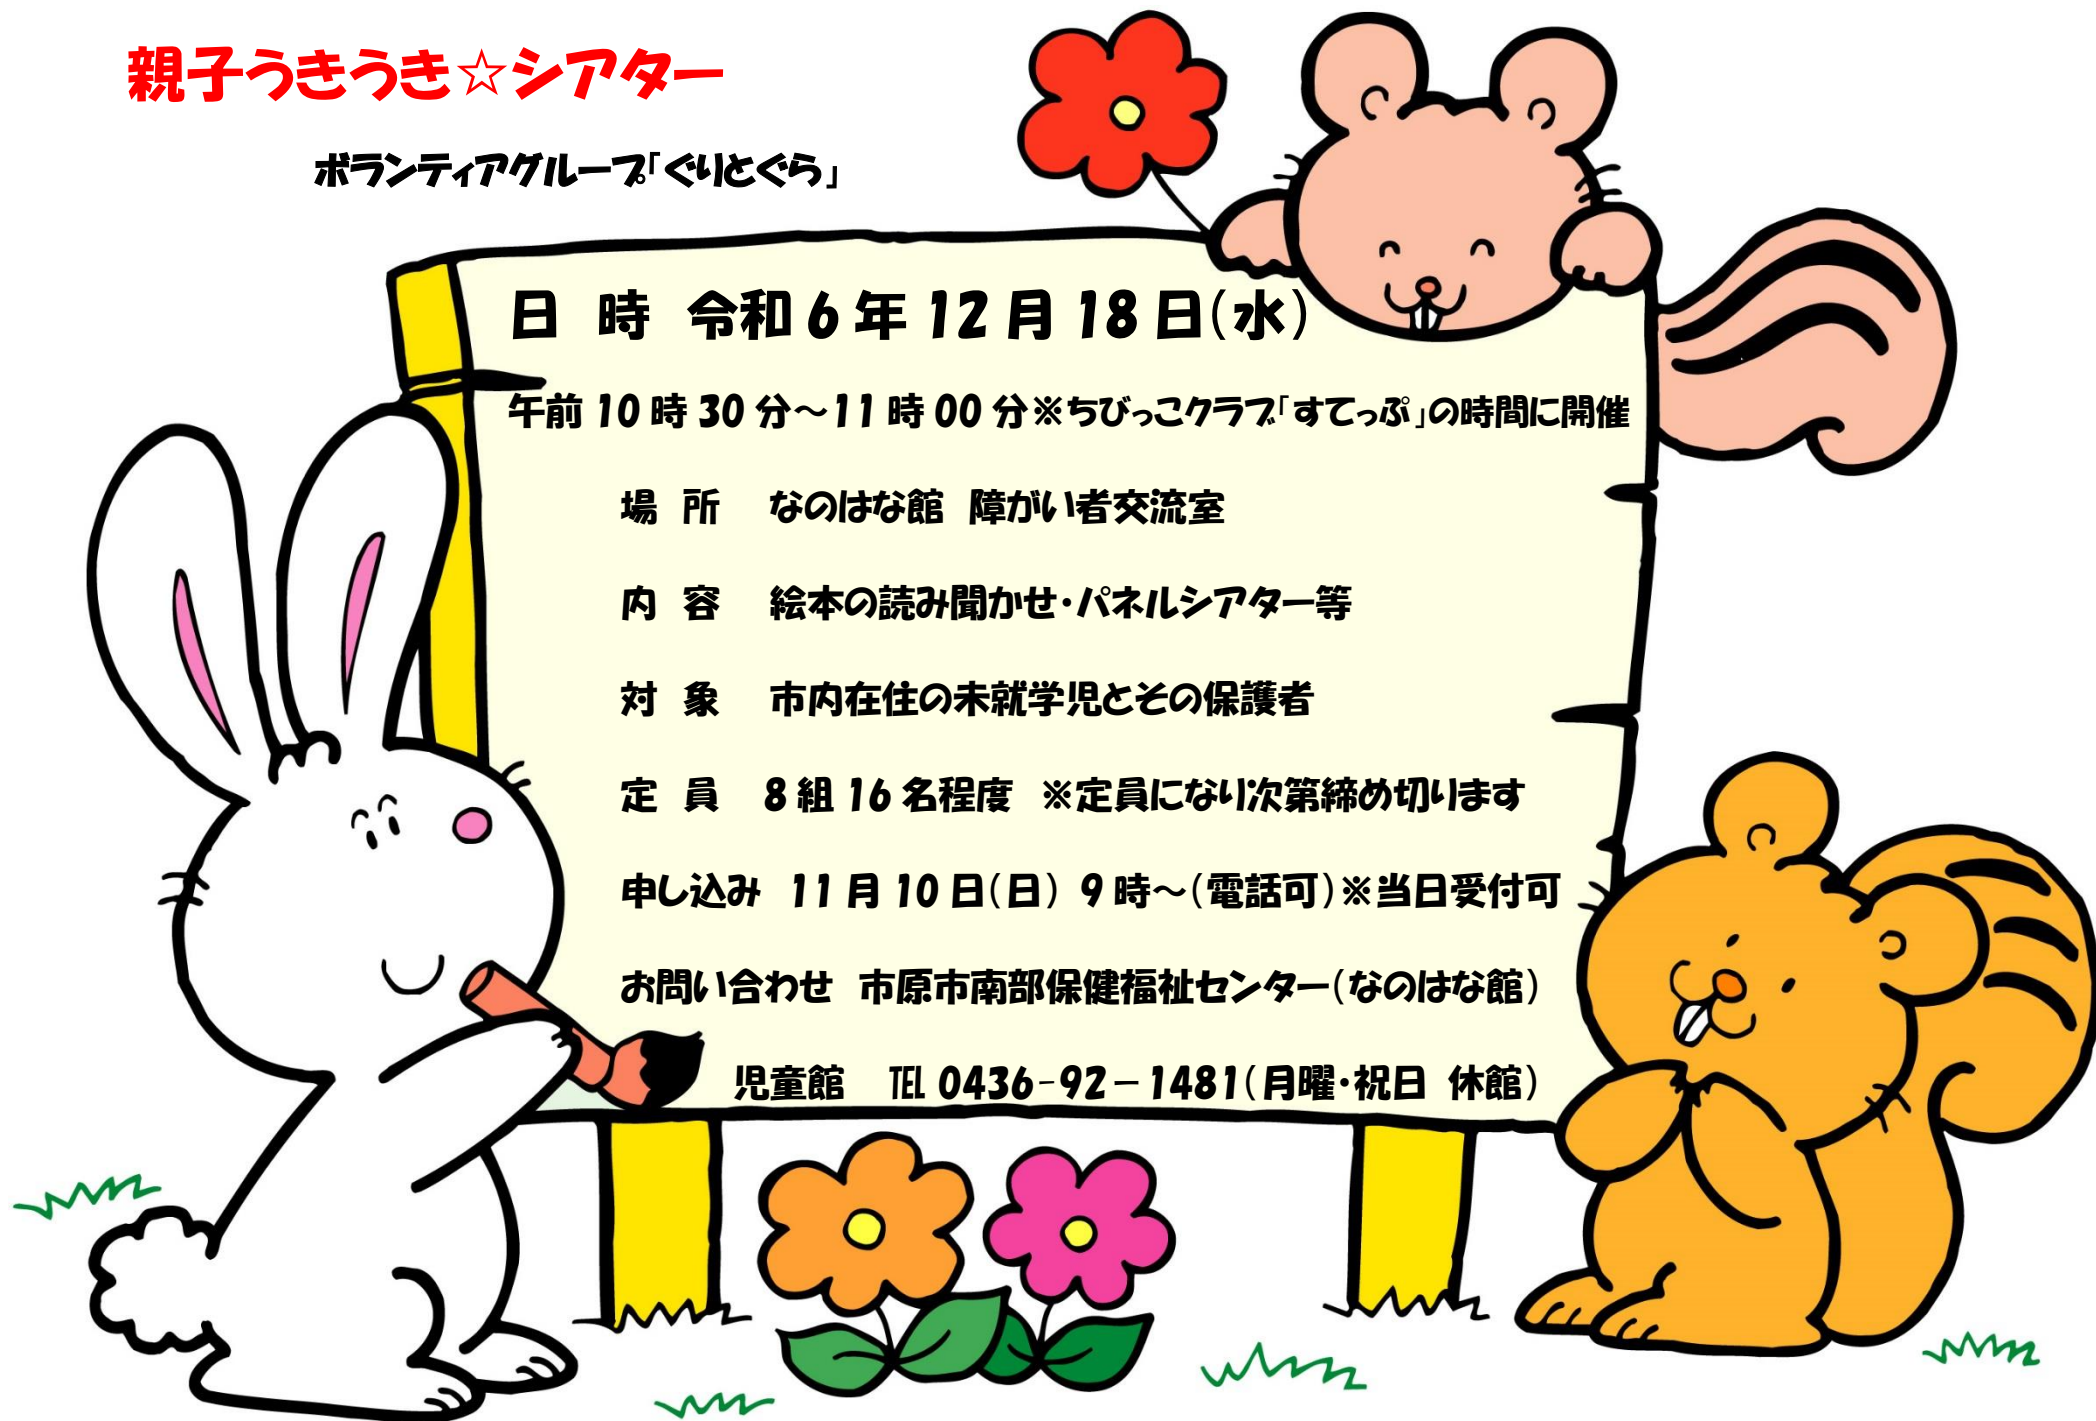 親子うきうき☆シアター
ボランティアグループ「ぐりとぐら」
日 時 令和6年12月18日(水)
午前10時30分～11時00分※ちびっこクラブ「すてっぷ」の時間に開催
場 所 なのはな館 障がい者交流室
内 容 絵本の読み聞かせ・パネルシアター等
対 象 市内在住の未就学児とその保護者
定 員 8組16名程度 ※定員になり次第締め切ります
申し込み 11月10日(日) 9時～(電話可)※当日受付可
お問い合わせ 市原市南部保健福祉センター(なのはな館)
児童館 TEL 0436-92－1481(月曜・祝日 休館)